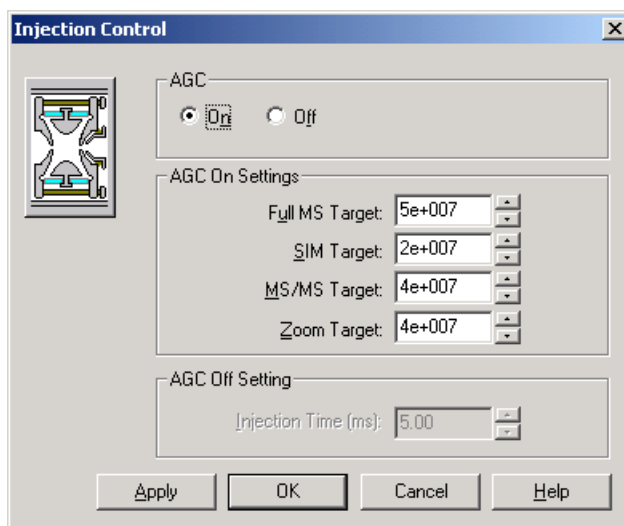 Injection Control
AGC
On Off
AGC On Settings
Full MS Target: 5e+007
SIM Target: 2e+007
MS/MS Target: 4e+007
Zoom Target: 4e+007
AGC Off Setting
Injection Time (ms): 5.00
Apply OK Cancel Help